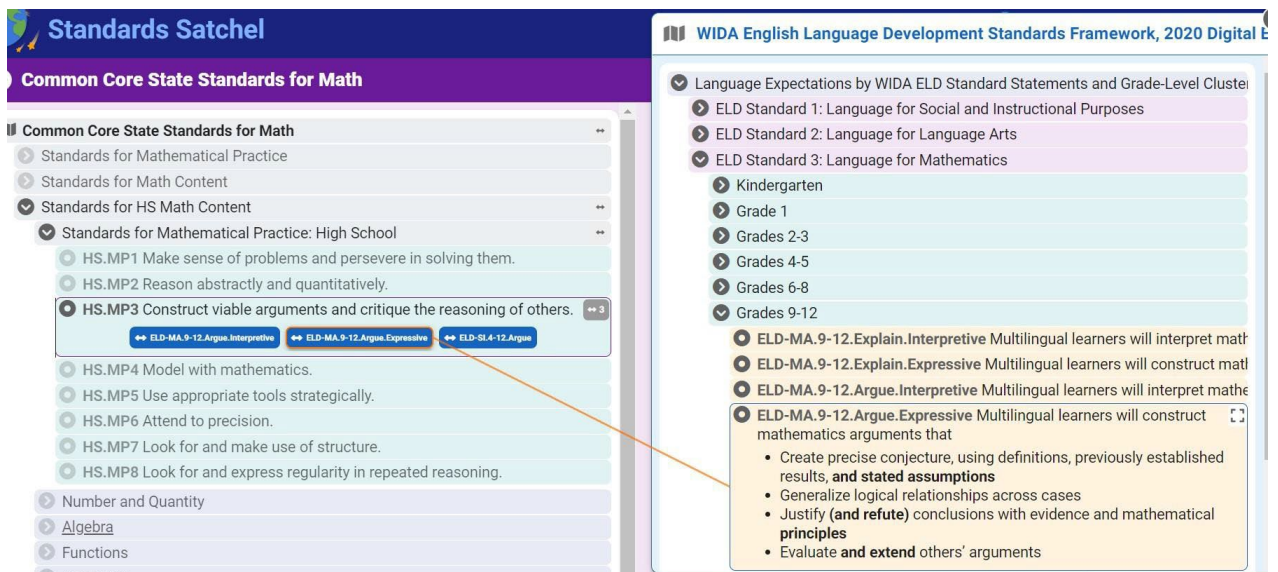 Standards Satchel
Common Core State Standards for Math
Common Core State Standards for Math
Standards for Mathematical Practice
Standards for Math Content
Standards for HS Math Content
Standards for Mathematical Practice: High School
HS.MP1 Make sense of problems and persevere in solving them.
HS.MP2 Reason abstractly and quantitatively.
HS.MP3 Construct viable arguments and critique the reasoning of others. ↔ 3
↔ ELD-MA.9-12.Argue.Interpretive ↔ ELD-MA.9-12.Argue.Expressive ↔ ELD-SI.4-12.Argue
HS.MP4 Model with mathematics.
HS.MP5 Use appropriate tools strategically.
HS.MP6 Attend to precision.
HS.MP7 Look for and make use of structure.
HS.MP8 Look for and express regularity in repeated reasoning.
Number and Quantity
Algebra
Functions
WIDA English Language Development Standards Framework, 2020 Digital E
Language Expectations by WIDA ELD Standard Statements and Grade-Level Cluster
ELD Standard 1: Language for Social and Instructional Purposes
ELD Standard 2: Language for Language Arts
ELD Standard 3: Language for Mathematics
Kindergarten
Grade 1
Grades 2-3
Grades 4-5
Grades 6-8
Grades 9-12
ELD-MA.9-12.Explain.Interpretive Multilingual learners will interpret math
ELD-MA.9-12.Explain.Expressive Multilingual learners will construct mat
ELD-MA.9-12.Argue.Interpretive Multilingual learners will interpret mathe
ELD-MA.9-12.Argue.Expressive Multilingual learners will construct
mathematics arguments that
• Create precise conjecture, using definitions, previously established
results, and stated assumptions
• Generalize logical relationships across cases
• Justify (and refute) conclusions with evidence and mathematical
principles
• Evaluate and extend others' arguments